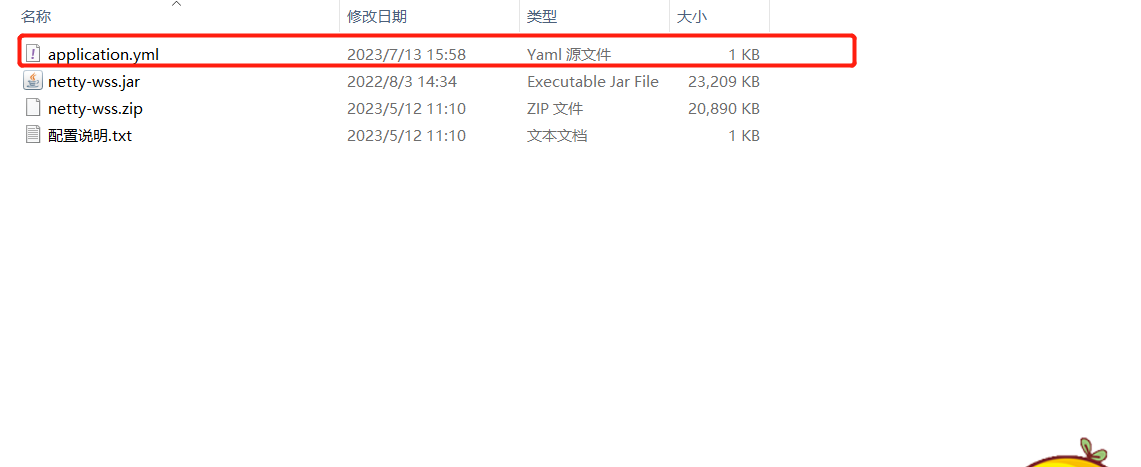 名称 修改日期 类型 大小
application.yml 2023/7/13 15:58 Yaml 源文件 1 KB
netty-wss.jar 2022/8/3 14:34 Executable Jar File 23,209 KB
netty-wss.zip 2023/5/12 11:10 ZIP 文件 20,890 KB
配置说明.txt 2023/5/12 11:10 文本文档 1 KB